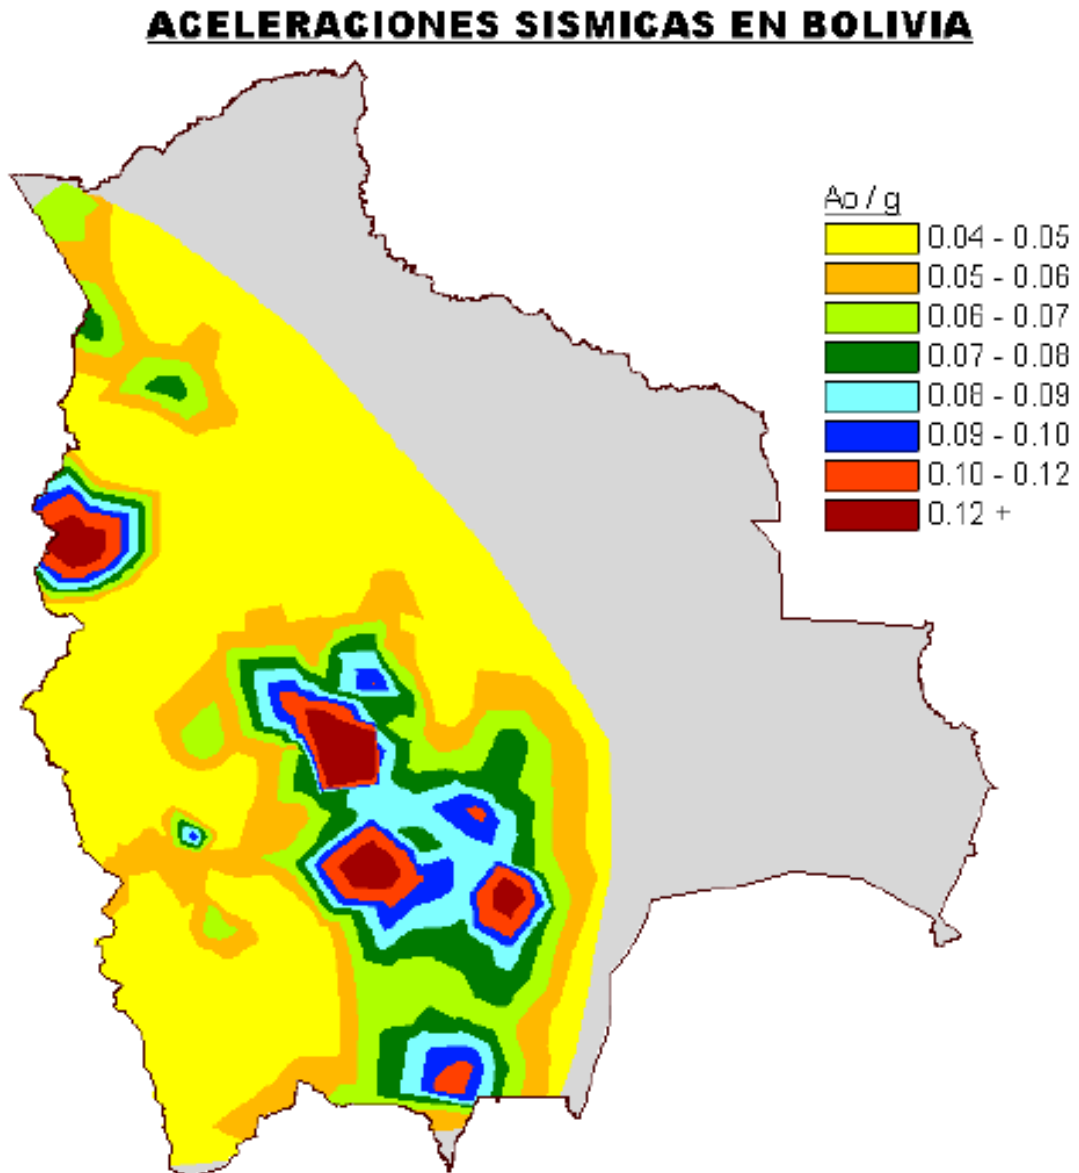 ACELERACIONES SISMICAS EN BOLIVIA
Ao / g
0.04 - 0.05
0.05 - 0.06
0.06 - 0.07
0.07 - 0.08
0.08 - 0.09
0.09 - 0.10
0.10 - 0.12
0.12 +